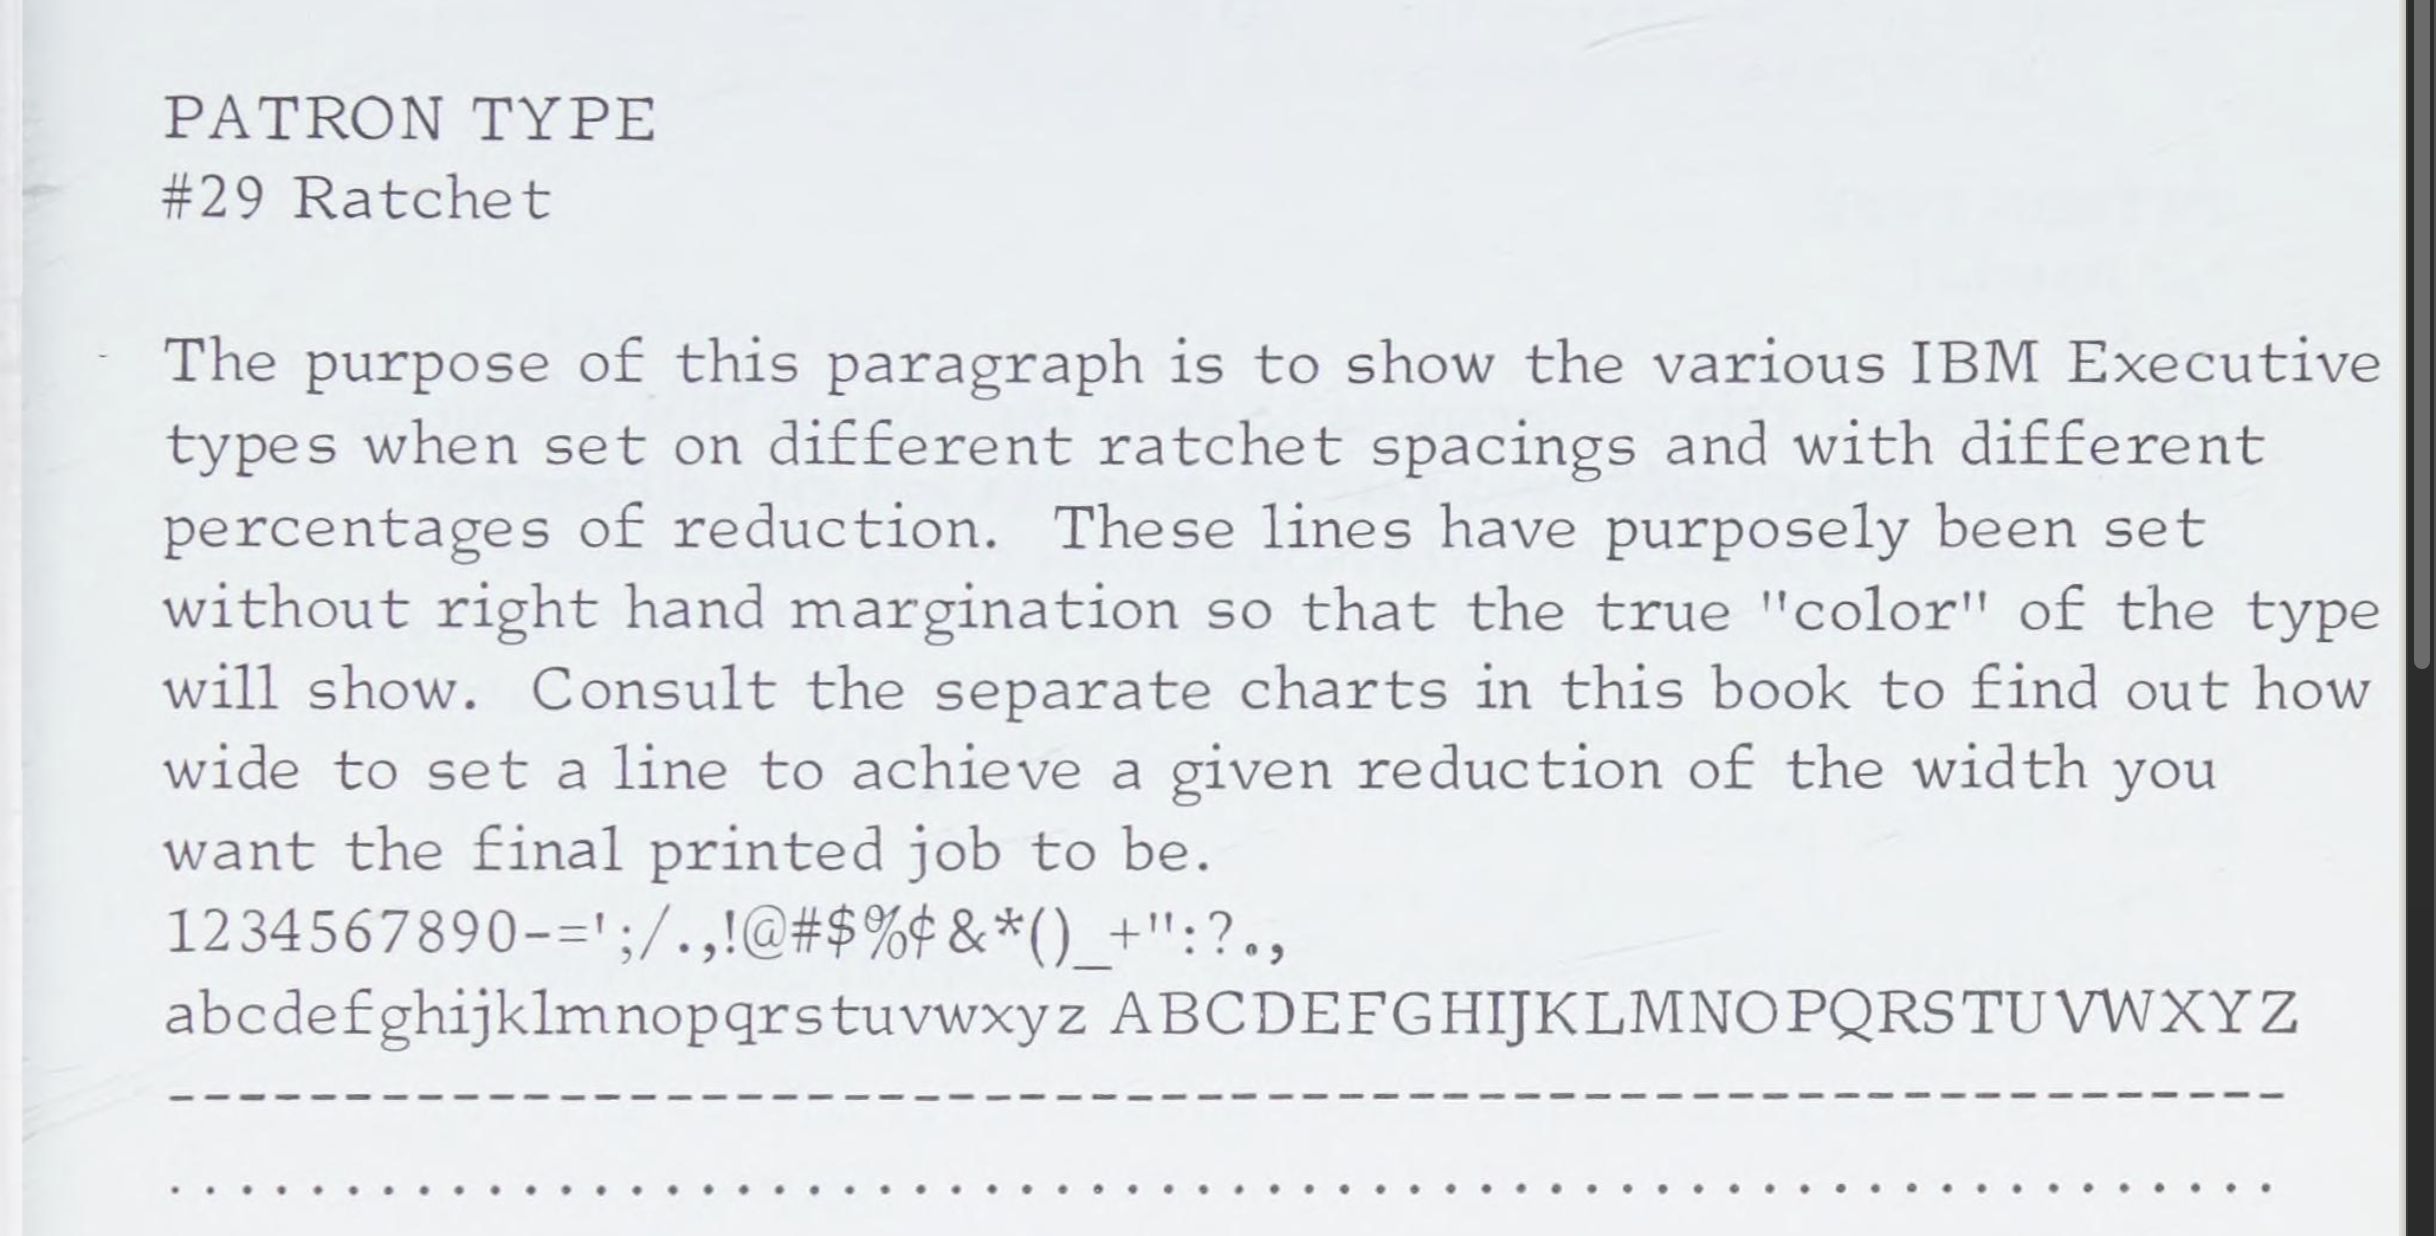 PATRON TYPE
#29 Ratchet
The purpose of this paragraph is to show the various IBM Executive
types when set on different ratchet spacings and with different
percentages of reduction.  These lines have purposely been set
without right hand margination so that the true "color" of the type
will show.  Consult the separate charts in this book to find out how
wide to set a line to achieve a given reduction of the width you
want the final printed job to be.
1234567890-=';/.,!@#$%¢&*()_+":?.,
abcdefghijklmnopqrstuvwxyz ABCDEFGHIJKLMNOPQRSTUVWXYZ
------------------------------------------------------------
............................................................